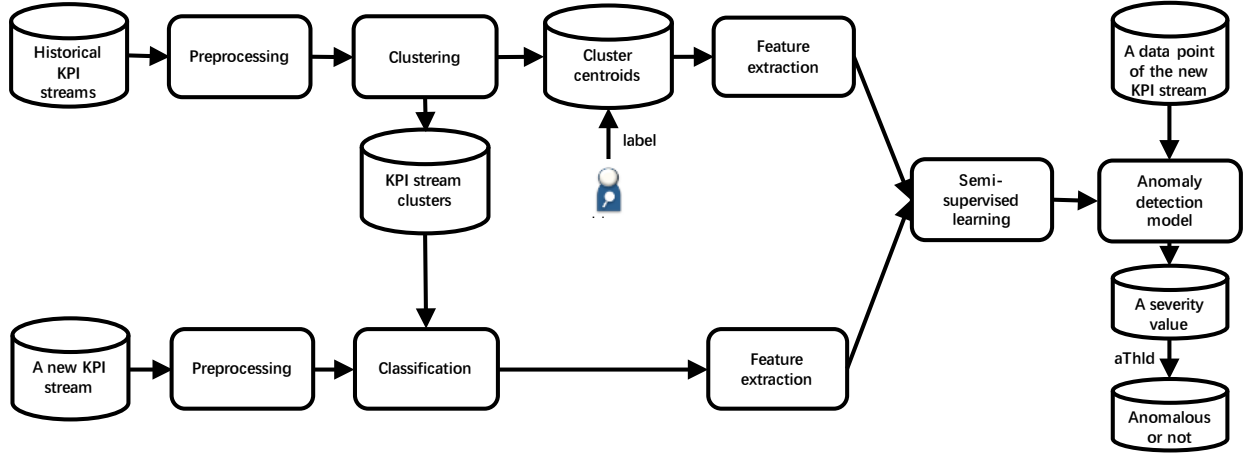 Historical
KPI
streams
Preprocessing
Clustering
Cluster
centroids
Feature
extraction
A data point
of the new
KPI stream
label
KPI stream
clusters
Semi-
supervised
learning
Anomaly
detection
model
A severity
value
aThld
Anomalous
or not
A new KPI
stream
Preprocessing
Classification
Feature
extraction